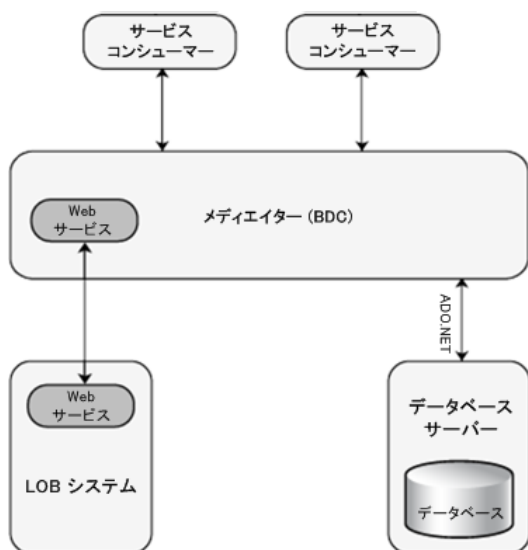 サービス
コンシューマー
サービス
コンシューマー
メディエイター (BDC)
Web
サービス
ADO.NET
Web
サービス
LOB システム
データベース
サーバー
データベース